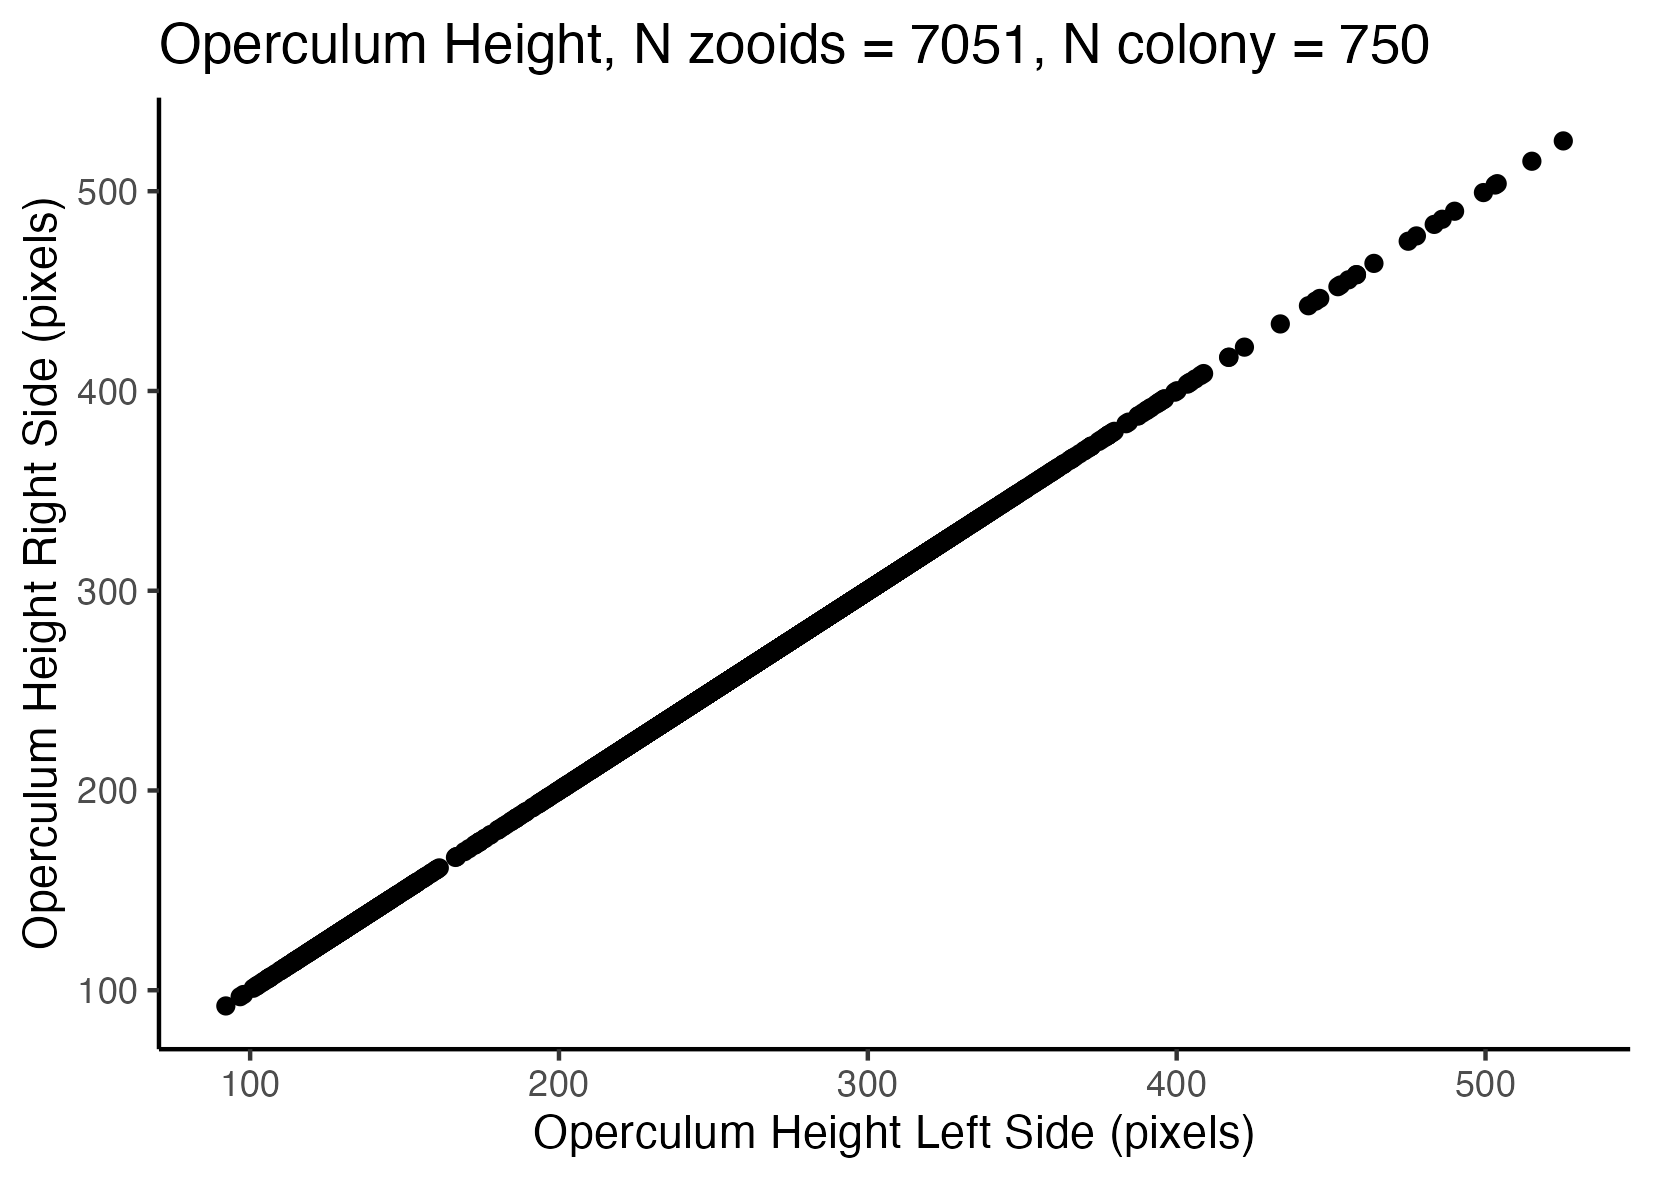 Operculum Height, N zooids = 7051, N colony = 750
Operculum Height Right Side (pixels)
500
400
300
200
100
100 200 300 400 500
Operculum Height Left Side (pixels)